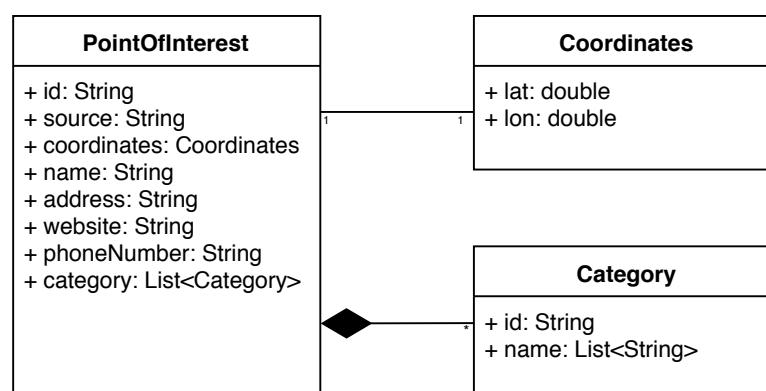 PointOfInterest
+ id: String
+ source: String
+ coordinates: Coordinates
+ name: String
+ address: String
+ website: String
+ phoneNumber: String
+ category: List<Category>
1
1
Coordinates
+ lat: double
+ lon: double
*
Category
+ id: String
+ name: List<String>